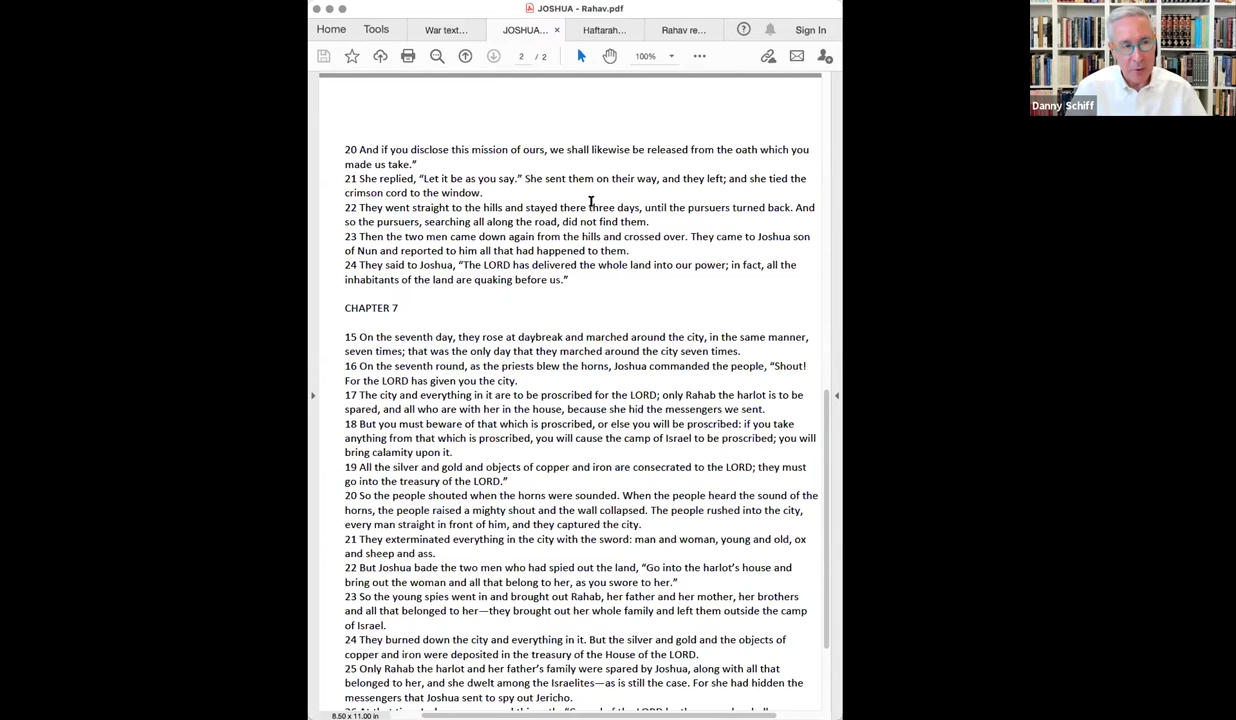 JOSHUA - Rahav.pdf
Home Tools War text... JOSHUA... × Haftarah... Rahav re... Sign In
2 / 2 100%
20 And if you disclose this mission of ours, we shall likewise be released from the oath which you
made us take.”
21 She replied, “Let it be as you say.” She sent them on their way, and they left; and she tied the
crimson cord to the window.
22 They went straight to the hills and stayed there three days, until the pursuers turned back. And
so the pursuers, searching all along the road, did not find them.
23 Then the two men came down again from the hills and crossed over. They came to Joshua son
of Nun and reported to him all that had happened to them.
24 They said to Joshua, “The LORD has delivered the whole land into our power; in fact, all the
inhabitants of the land are quaking before us.”
CHAPTER 7
15 On the seventh day, they rose at daybreak and marched around the city, in the same manner,
seven times; that was the only day that they marched around the city seven times.
16 On the seventh round, as the priests blew the horns, Joshua commanded the people, “Shout!
For the LORD has given you the city.
17 The city and everything in it are to be proscribed for the LORD; only Rahab the harlot is to be
spared, and all who are with her in the house, because she hid the messengers we sent.
18 But you must beware of that which is proscribed, or else you will be proscribed: if you take
anything from that which is proscribed, you will cause the camp of Israel to be proscribed; you will
bring calamity upon it.
19 All the silver and gold and objects of copper and iron are consecrated to the LORD; they must
go into the treasury of the LORD.”
20 So the people shouted when the horns were sounded. When the people heard the sound of the
horns, the people raised a mighty shout and the wall collapsed. The people rushed into the city,
every man straight in front of him, and they captured the city.
21 They exterminated everything in the city with the sword: man and woman, young and old, ox
and sheep and ass.
22 But Joshua bade the two men who had spied out the land, “Go into the harlot’s house and
bring out the woman and all that belong to her, as you swore to her.”
23 So the young spies went in and brought out Rahab, her father and her mother, her brothers
and all that belonged to her—they brought out her whole family and left them outside the camp
of Israel.
24 They burned down the city and everything in it. But the silver and gold and the objects of
copper and iron were deposited in the treasury of the House of the LORD.
25 Only Rahab the harlot and her father’s family were spared by Joshua, along with all that
belonged to her, and she dwelt among the Israelites—as is still the case. For she had hidden the
messengers that Joshua sent to spy out Jericho.
8.50 x 11.00 in
Danny Schiff